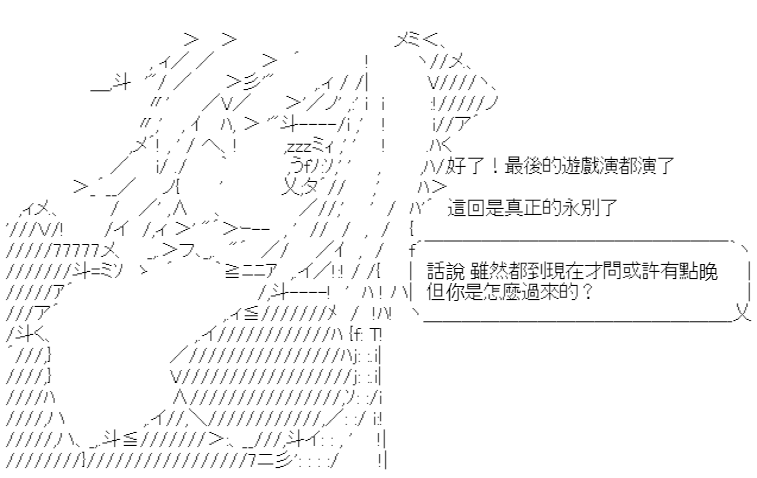 好了！最後的遊戲演都演了
這回是真正的永別了
話說 雖然都到現在才問或許有點晚
但你是怎麼過來的？